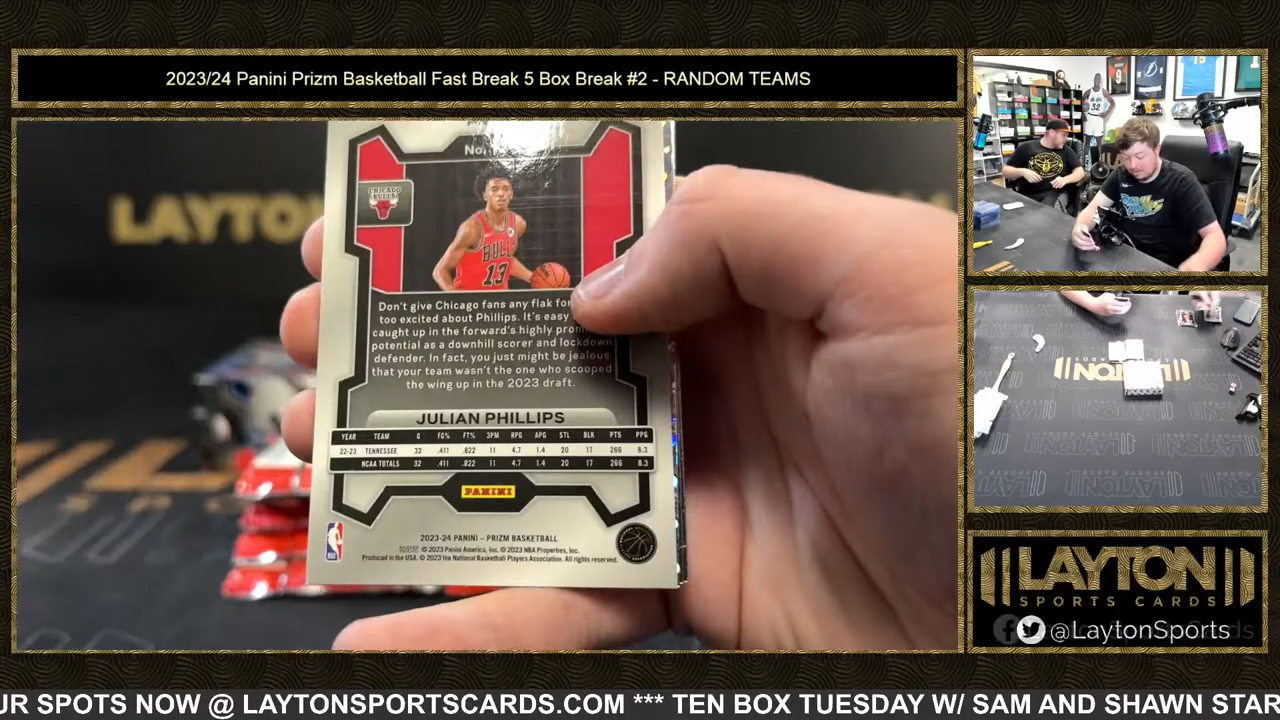 2023/24 Panini Prizm Basketball Fast Break 5 Box Break #2 - RANDOM TEAMS
LAYTON
No.
CHICAGO
BULLS
BULLS
13
Don't give Chicago fans any flak for
too excited about Phillips. It's easy
caught up in the forward's highly
potential as a downhill scorer and lockdown
defender. In fact, you just might be jealous
that your team wasn't the one who scooped
the wing up in the 2023 draft.
JULIAN PHILLIPS
YEAR TEAM G FG% FT% 3PM RPG APG STL BLK PTS PPG
22-23 TENNESSEE 32 .411 .822 11 4.7 1.4 20 17 266 8.3
NCAA TOTALS 32 .411 .822 11 4.7 1.4 20 17 266 8.3
PANINI
2023-24 PANINI – PRIZM BASKETBALL
© 2023 Panini America, Inc. © 2023 NBA Properties, Inc.
Produced in the USA. © 2023 the National Basketball Players Association. All rights reserved.
32
LAYTON
LAYTON
SPORTS CARDS
@LaytonSports
UR SPOTS NOW @ LAYTONSPORTSCARDS.COM *** TEN BOX TUESDAY W/ SAM AND SHAWN STAR